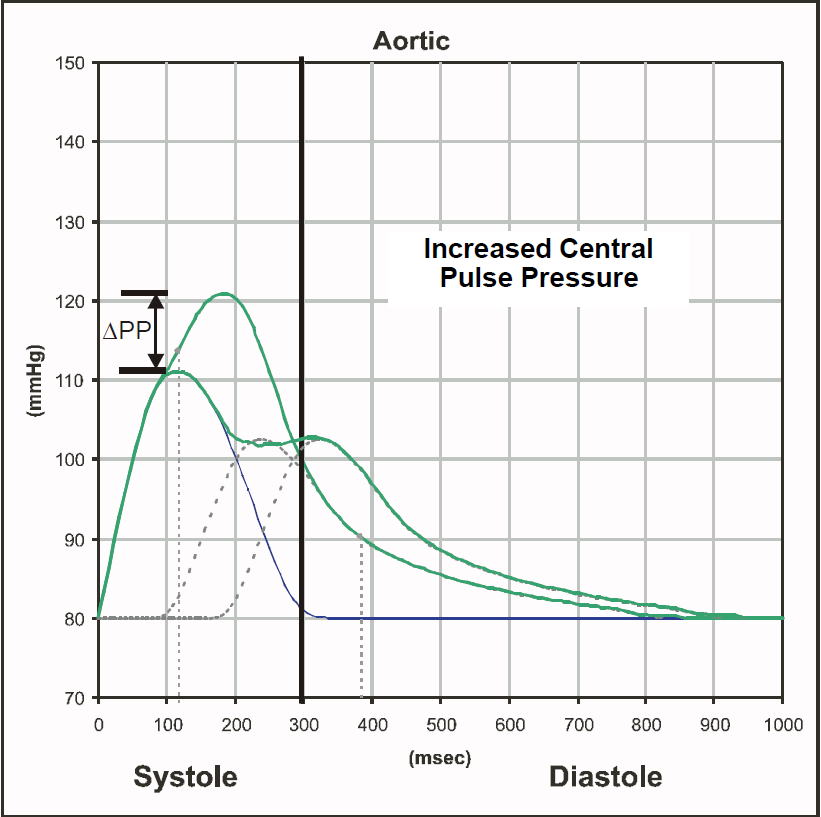 Aortic
150
140
130
120
110
100
90
80
70
(mmHg)
Increased Central
Pulse Pressure
ΔPP
0 100 200 300 400 500 600 700 800 900 1000
(msec)
Systole Diastole